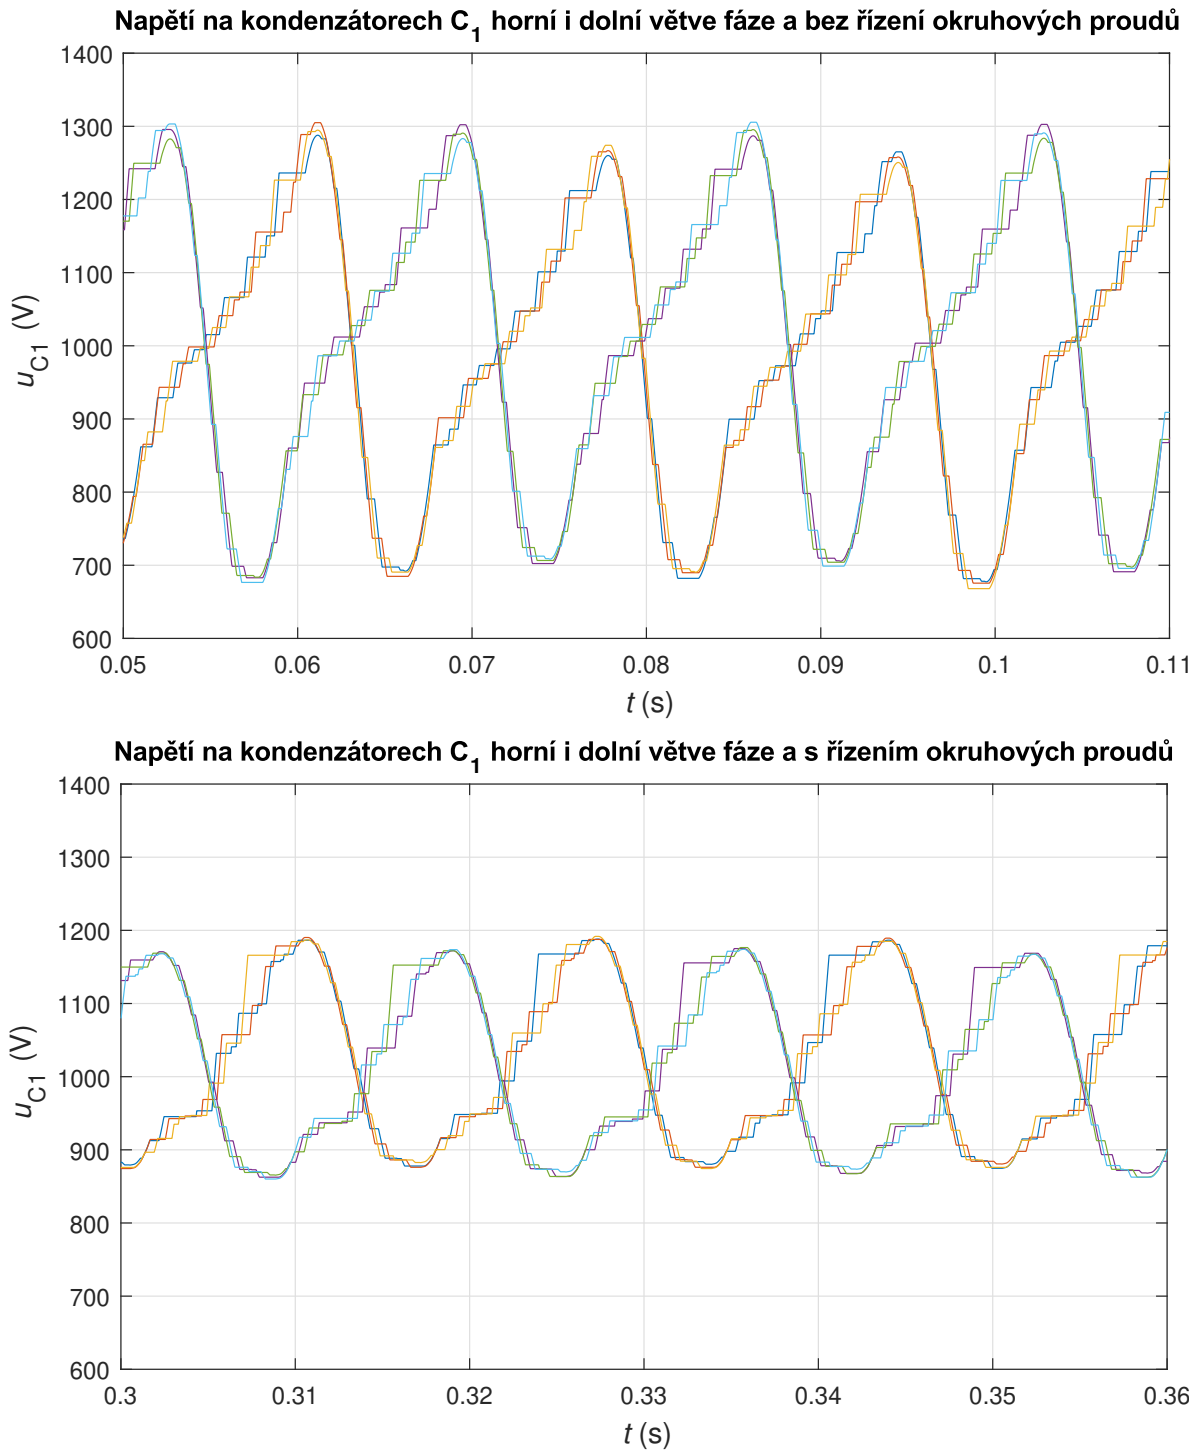 Napětí na kondenzátorech C1 horní i dolní větve fáze a bez řízení okruhových proudů
1400
1300
1200
1100
1000
900
800
700
600
uC1 (V)
0.05 0.06 0.07 0.08 0.09 0.1 0.11
t (s)
Napětí na kondenzátorech C1 horní i dolní větve fáze a s řízením okruhových proudů
1400
1300
1200
1100
1000
900
800
700
600
uC1 (V)
0.3 0.31 0.32 0.33 0.34 0.35 0.36
t (s)